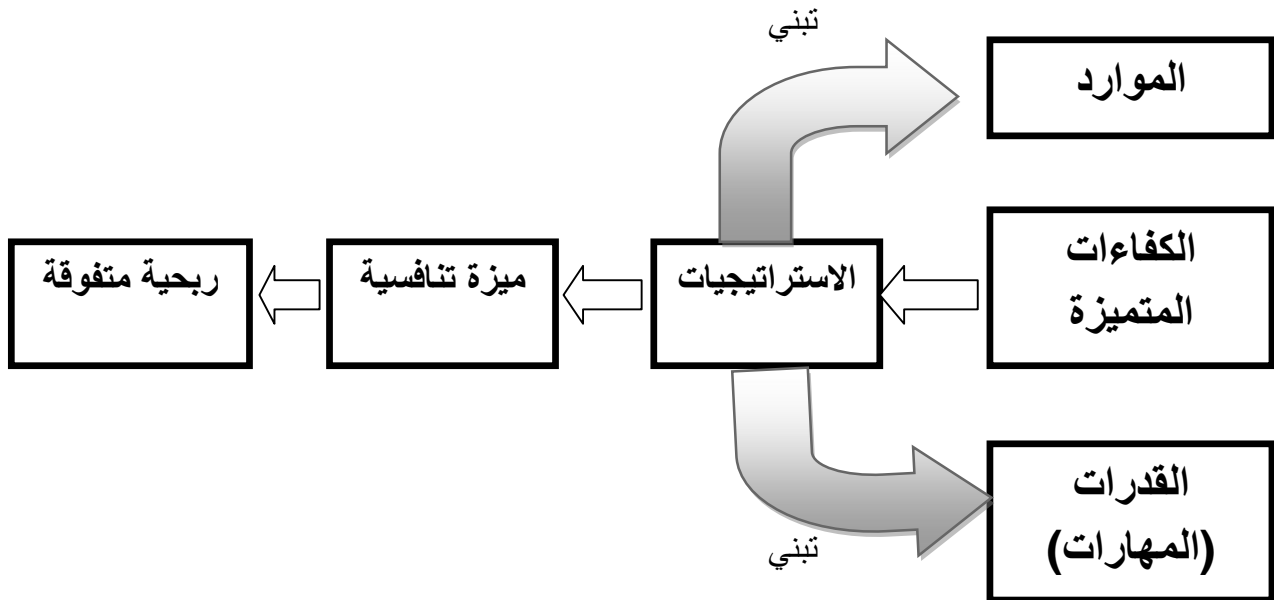 تبني
الموارد
الكفاءات
المتميزة
الاستراتيجيات
ميزة تنافسية
ربحية متفوقة
القدرات
(المهارات)
تبني